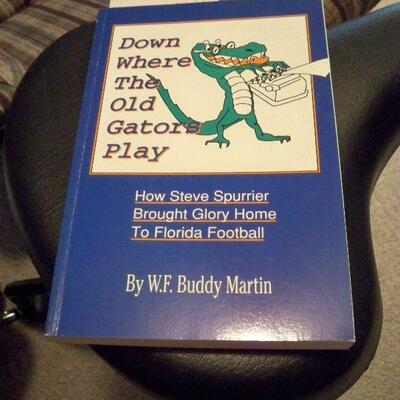 Down
Where
The
Old
Gators
Play
How Steve Spurrier
Brought Glory Home
To Florida Football
By W.F. Buddy Martin